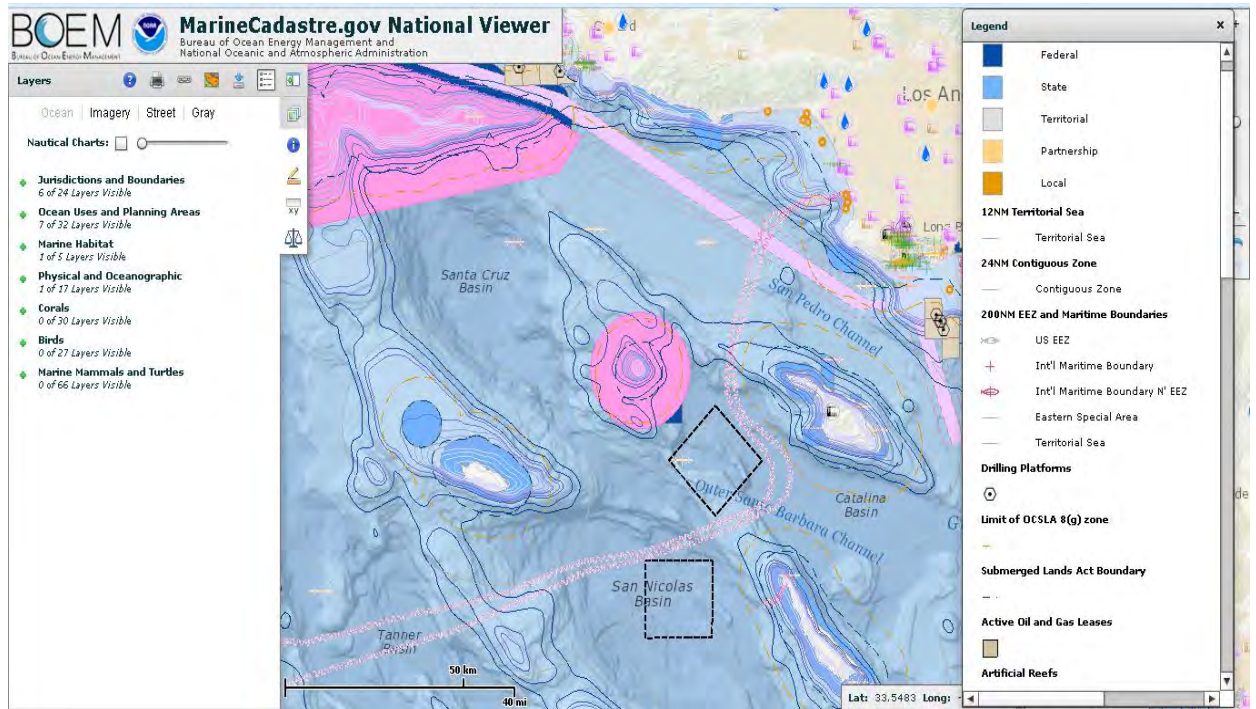 BOEM
BUREAU OF OCEAN ENERGY MANAGEMENT
MarineCadastre.gov National Viewer
Bureau of Ocean Energy Management and
National Oceanic and Atmospheric Administration
Layers
Ocean | Imagery | Street | Gray
Nautical Charts:
Jurisdictions and Boundaries
6 of 24 Layers Visible
Ocean Uses and Planning Areas
7 of 32 Layers Visible
Marine Habitat
1 of 5 Layers Visible
Physical and Oceanographic
1 of 17 Layers Visible
Corals
0 of 30 Layers Visible
Birds
0 of 27 Layers Visible
Marine Mammals and Turtles
0 of 66 Layers Visible
xy
Los An
Long B
Santa Cruz
Basin
San Pedro Channel
Outer Santa Barbara Channel
Catalina
Basin
San Nicolas
Basin
Tanner
Basin
50 km
40 mi
Lat: 33.5483 Long: -
Legend
x
Federal
State
Territorial
Partnership
Local
12NM Territorial Sea
Territorial Sea
24NM Contiguous Zone
Contiguous Zone
200NM EEZ and Maritime Boundaries
US EEZ
Int'l Maritime Boundary
Int'l Maritime Boundary N' EEZ
Eastern Special Area
Territorial Sea
Drilling Platforms
Limit of OCSLA 8(g) zone
Submerged Lands Act Boundary
Active Oil and Gas Leases
Artificial Reefs